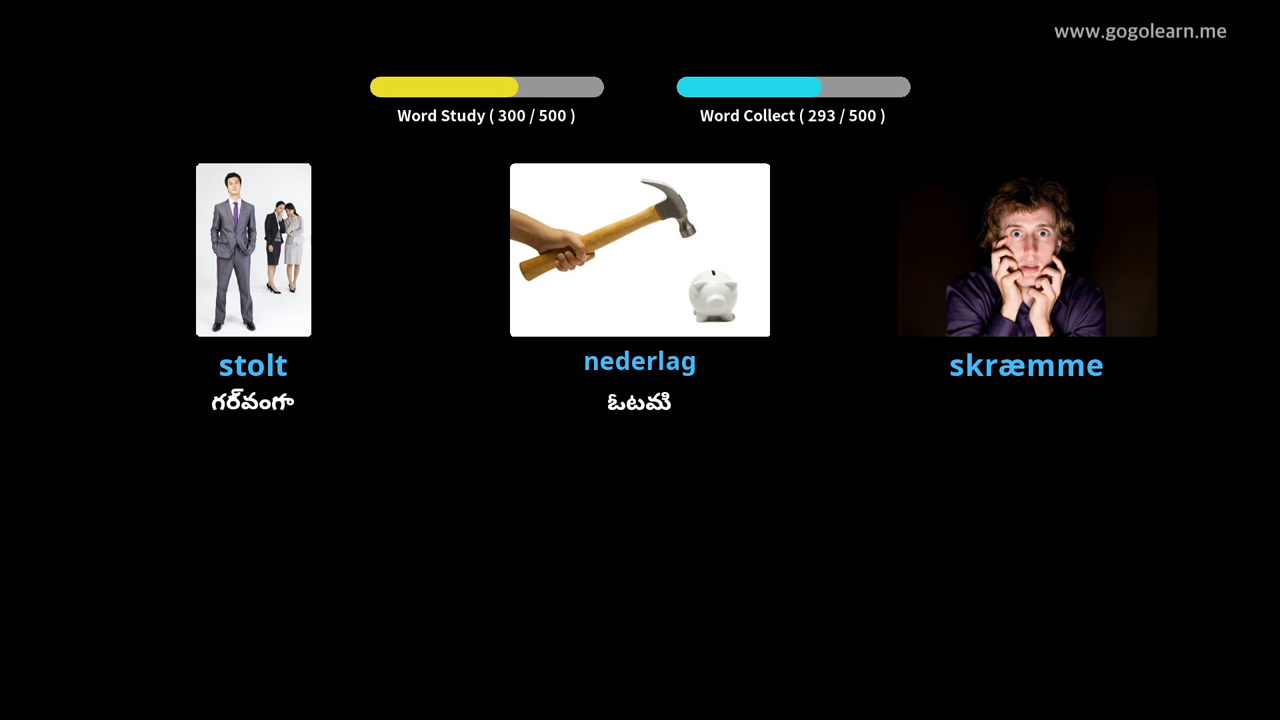 www.gogolearn.me
Word Study ( 300 / 500 )
Word Collect ( 293 / 500 )
stolt
nederlag
skræmme
గర్వంగా
ఓటమి